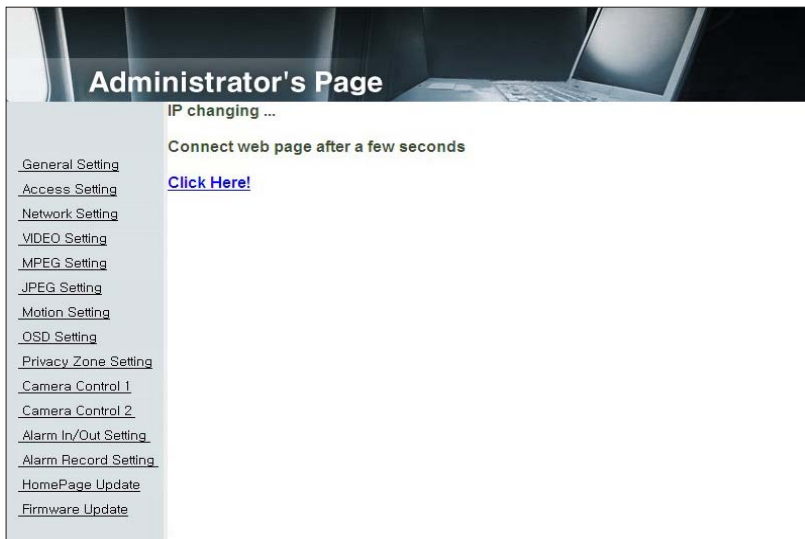 Administrator's Page
IP changing ...
Connect web page after a few seconds
Click Here!
General Setting
Access Setting
Network Setting
VIDEO Setting
MPEG Setting
JPEG Setting
Motion Setting
OSD Setting
Privacy Zone Setting
Camera Control 1
Camera Control 2
Alarm In/Out Setting
Alarm Record Setting
HomePage Update
Firmware Update